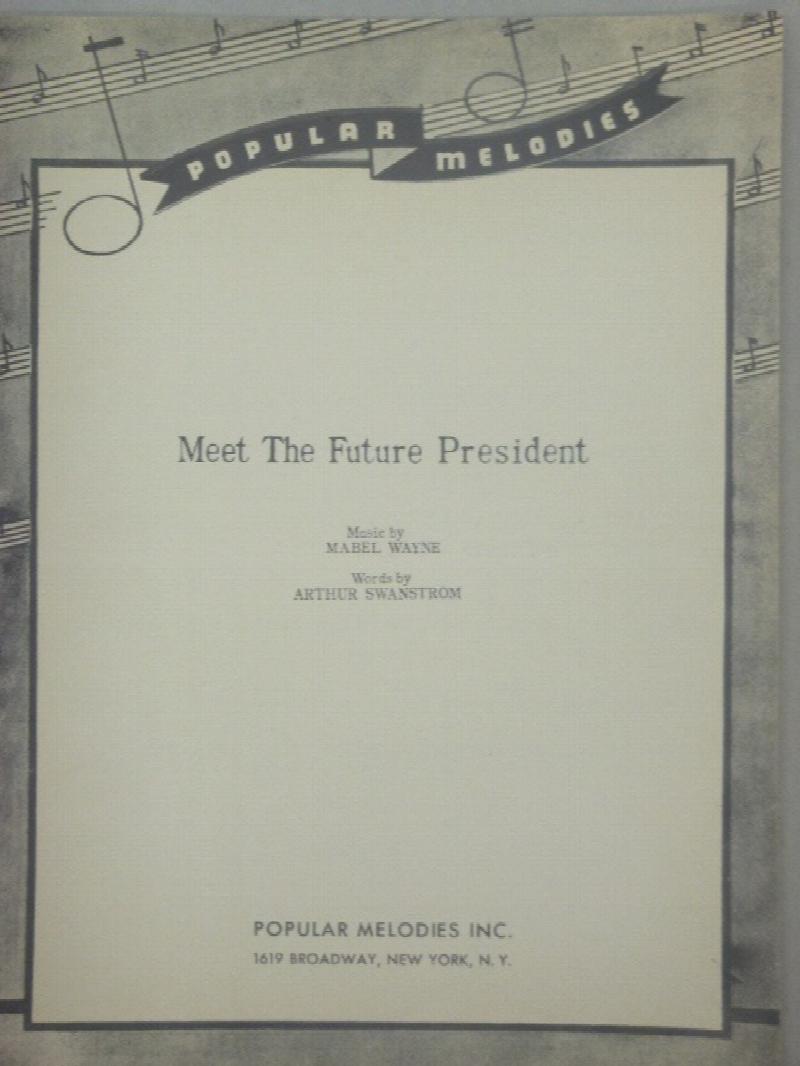 POPULAR MELODIES
Meet The Future President
Music by
MABEL WAYNE
Words by
ARTHUR SWANSTROM
POPULAR MELODIES INC.
1619 BROADWAY, NEW YORK, N. Y.